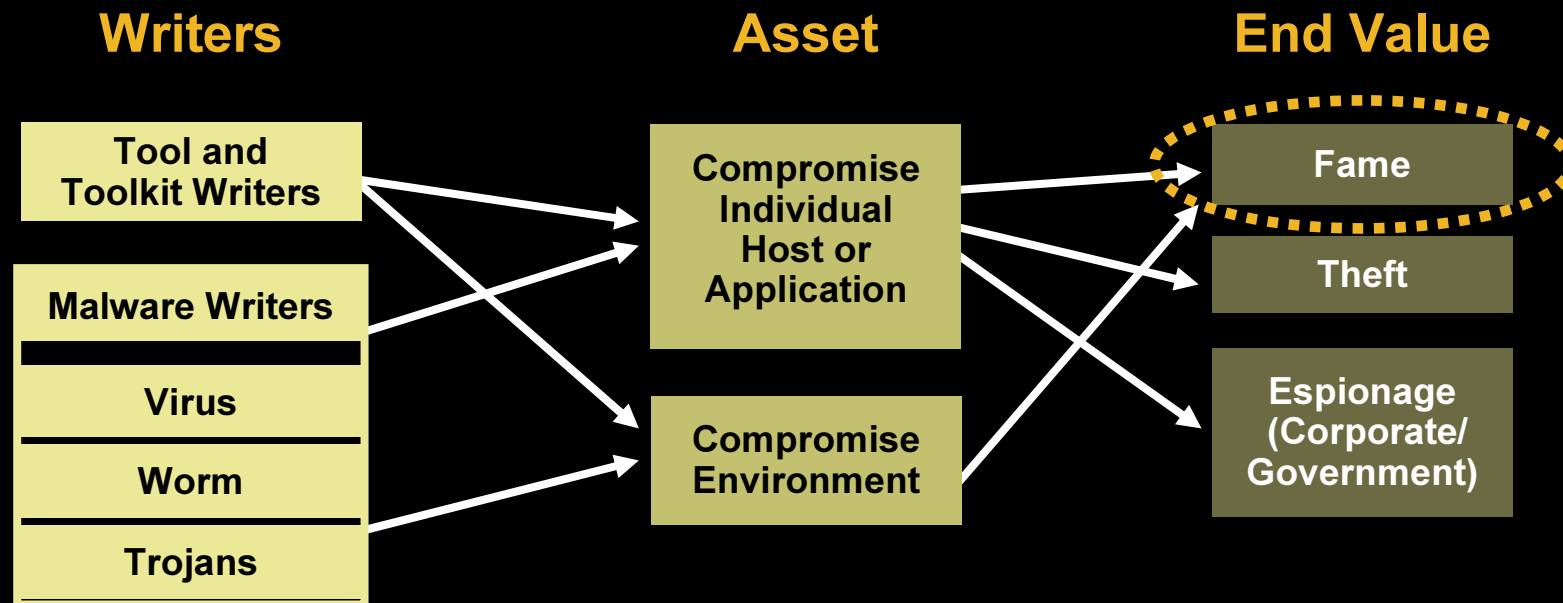 Writers
Asset
End Value
Tool and
Toolkit Writers
Malware Writers
Virus
Worm
Trojans
Compromise
Individual
Host or
Application
Compromise
Environment
Fame
Theft
Espionage
(Corporate/
Government)